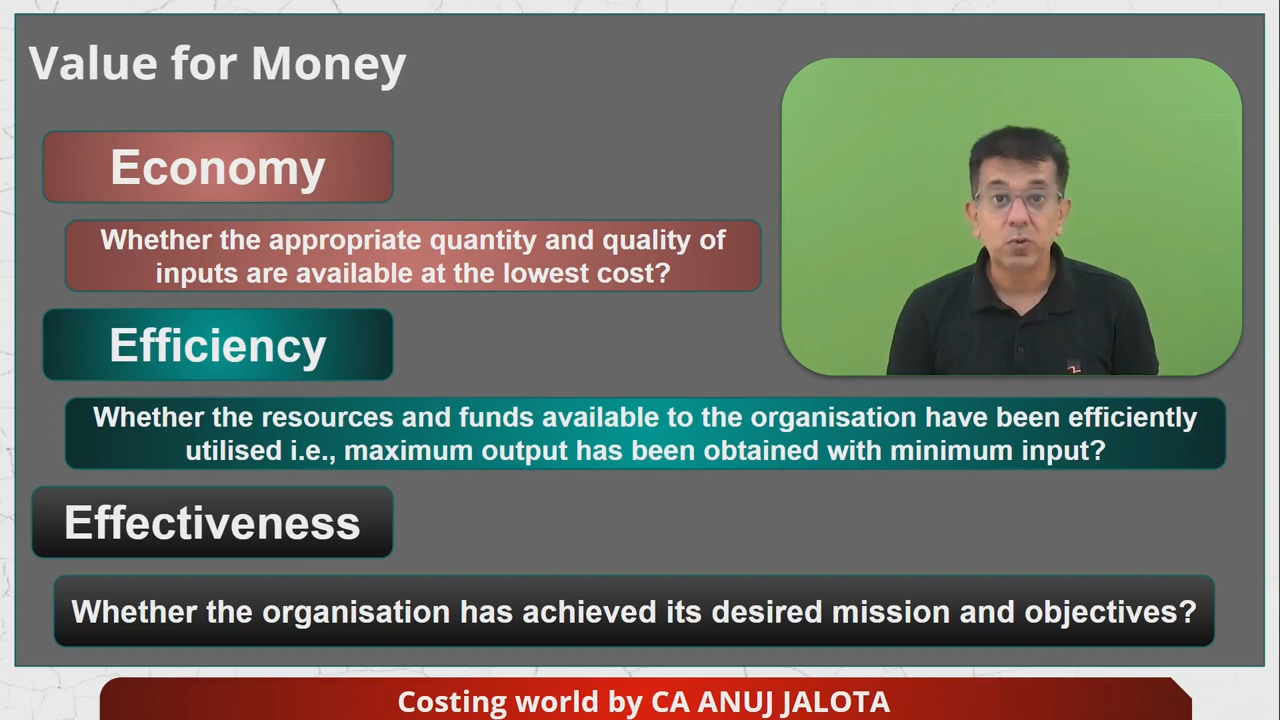 Value for Money
Economy
Whether the appropriate quantity and quality of
inputs are available at the lowest cost?
Efficiency
Whether the resources and funds available to the organisation have been efficiently
utilised i.e., maximum output has been obtained with minimum input?
Effectiveness
Whether the organisation has achieved its desired mission and objectives?
Costing world by CA ANUJ JALOTA